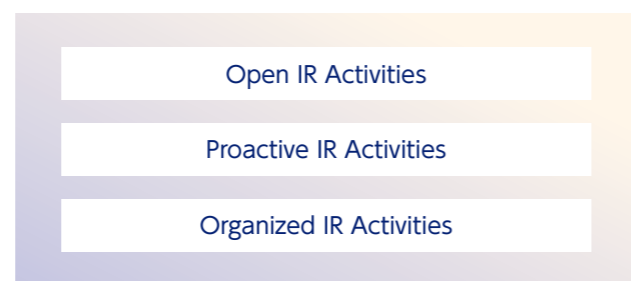 Open IR Activities
Proactive IR Activities
Organized IR Activities